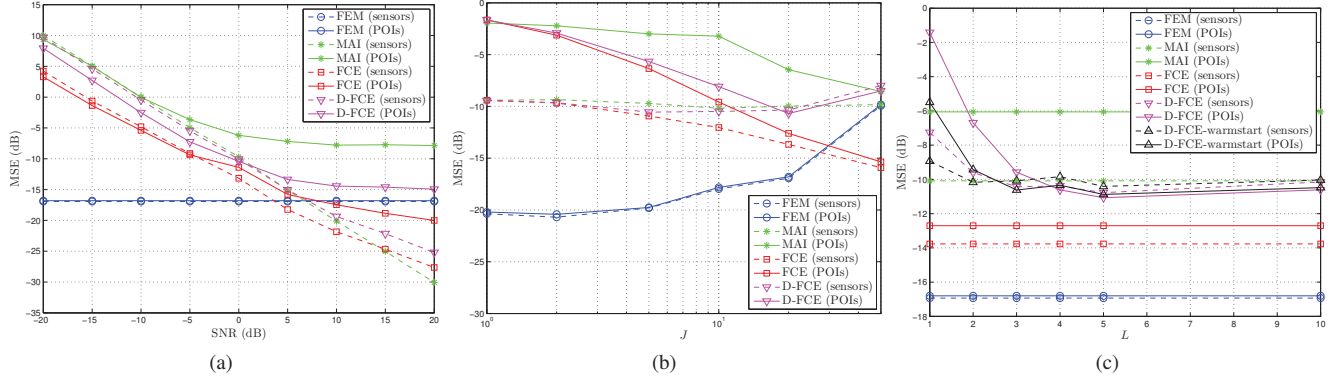 15
10
5
0
−5
−10
−15
−20
−25
−30
−35
−20
−15
−10
−5
0
5
10
15
20
MSE (dB)
SNR (dB)
FEM (sensors)
FEM (POIs)
MAI (sensors)
MAI (POIs)
FCE (sensors)
FCE (POIs)
D-FCE (sensors)
D-FCE (POIs)
(a)
0
−5
−10
−15
−20
−25
−30
10^0
10^1
MSE (dB)
J
FEM (sensors)
FEM (POIs)
MAI (sensors)
MAI (POIs)
FCE (sensors)
FCE (POIs)
D-FCE (sensors)
D-FCE (POIs)
(b)
0
−2
−4
−6
−8
−10
−12
−14
−16
−18
1
2
3
4
5
6
7
8
9
10
MSE (dB)
L
FEM (sensors)
FEM (POIs)
MAI (sensors)
MAI (POIs)
FCE (sensors)
FCE (POIs)
D-FCE (sensors)
D-FCE (POIs)
D-FCE-warmstart (sensors)
D-FCE-warmstart (POIs)
(c)